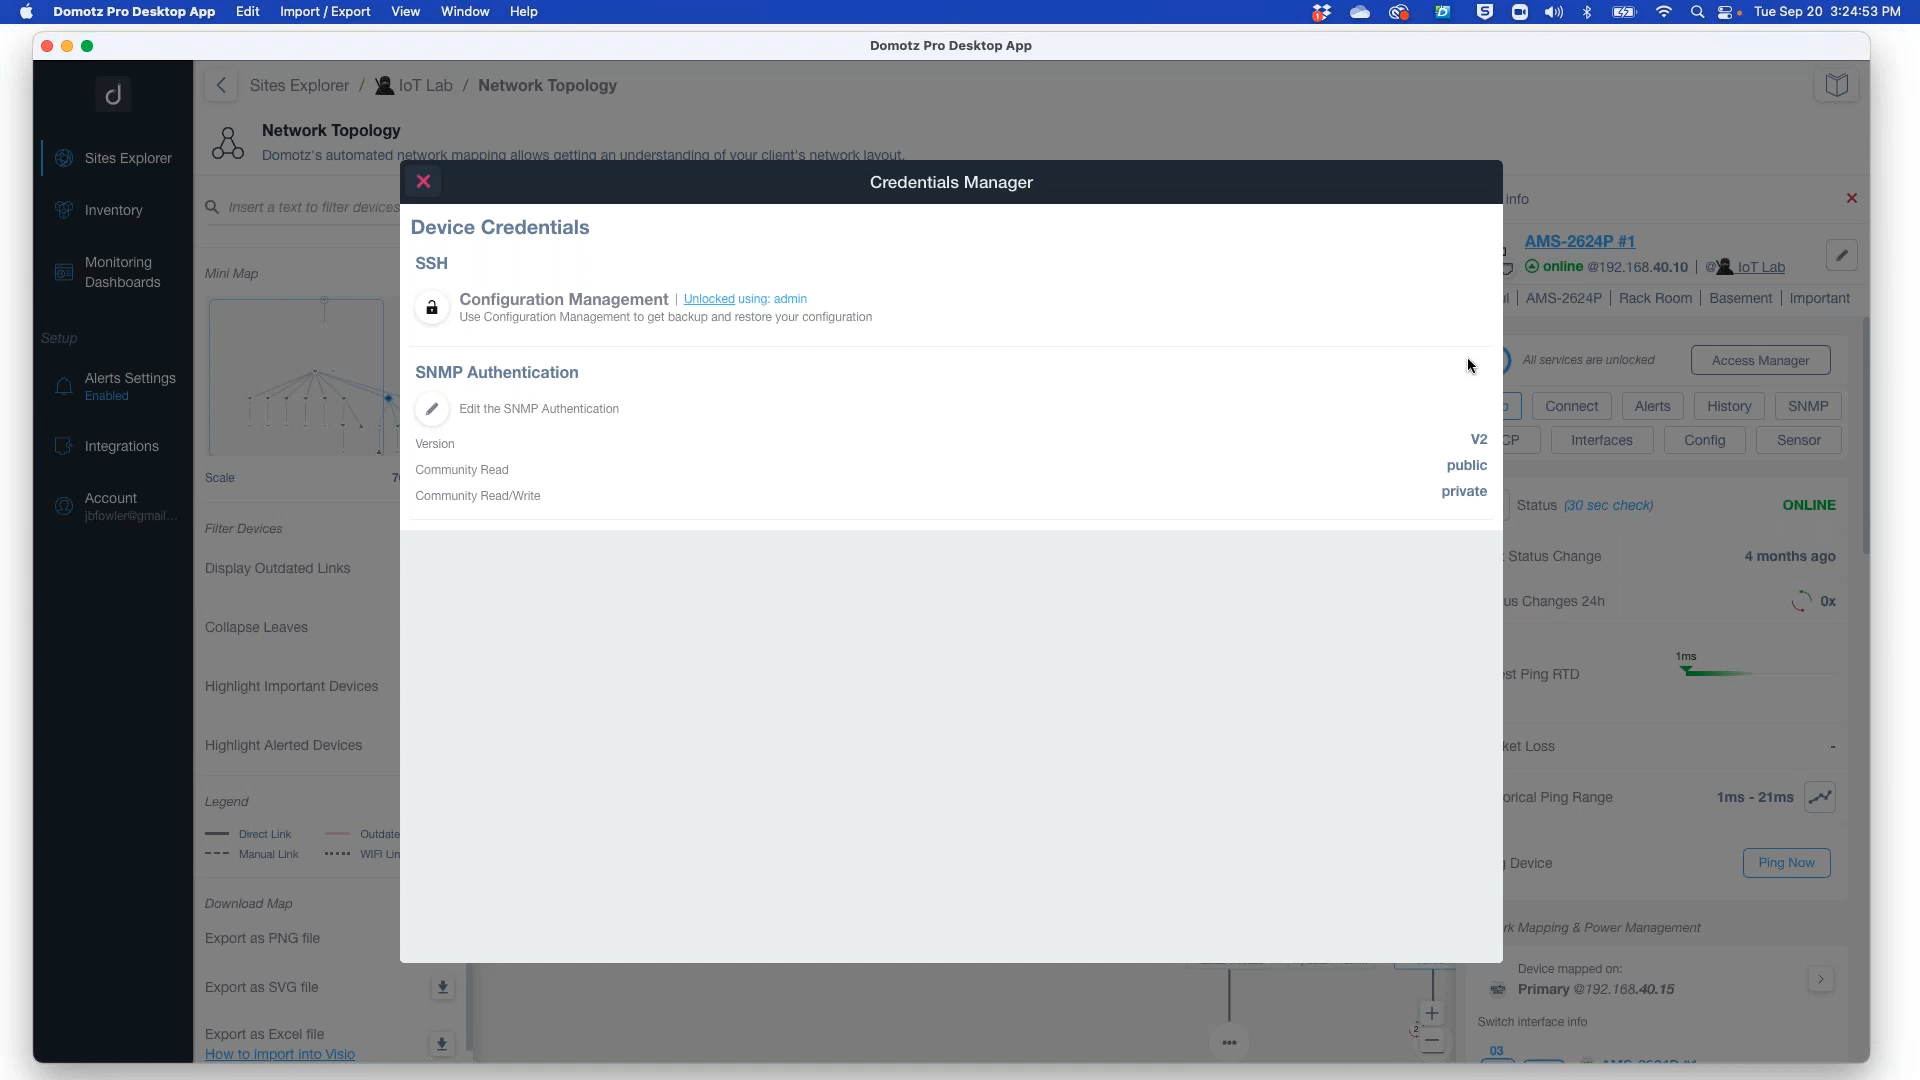 Domotz Pro Desktop App Edit Import / Export View Window Help
1
Tue Sep 20 3:24:53 PM
Domotz Pro Desktop App
d
Sites Explorer
Inventory
Monitoring
Dashboards
Setup
Alerts Settings
Enabled
Integrations
Account
jbfowler@gmail...
Sites Explorer / IoT Lab / Network Topology
Network Topology
Domotz's automated network mapping allows getting an understanding of your client's network layout.
Insert a text to filter devices
Mini Map
Scale
Filter Devices
Display Outdated Links
Collapse Leaves
Highlight Important Devices
Highlight Alerted Devices
Legend
Direct Link
Manual Link
Download Map
Export as PNG file
Export as SVG file
Export as Excel file
How to import into Visio
Credentials Manager
Device Credentials
SSH
Configuration Management | Unlocked using: admin
Use Configuration Management to get backup and restore your configuration
SNMP Authentication
Edit the SNMP Authentication
Version V2
Community Read public
Community Read/Write private
Info
AMS-2624P #1
online @192.168.40.10 | @ IoT Lab
| AMS-2624P | Rack Room | Basement | Important
All services are unlocked Access Manager
Connect Alerts History SNMP
Interfaces Config Sensor
Status (30 sec check) ONLINE
Status Change 4 months ago
Changes 24h 0x
1ms
Ping RTD
Loss -
Ping Range 1ms - 21ms
Device Ping Now
Mapping & Power Management
Device mapped on:
Primary @192.168.40.15
Switch interface info
03